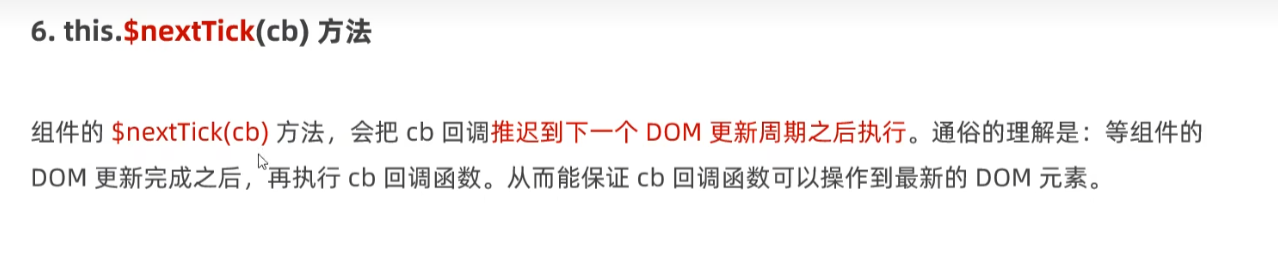 6. this.$nextTick(cb) 方法
组件的 $nextTick(cb) 方法，会把 cb 回调推迟到下一个 DOM 更新周期之后执行。通俗的理解是：等组件的
DOM 更新完成之后，再执行 cb 回调函数。从而能保证 cb 回调函数可以操作到最新的 DOM 元素。